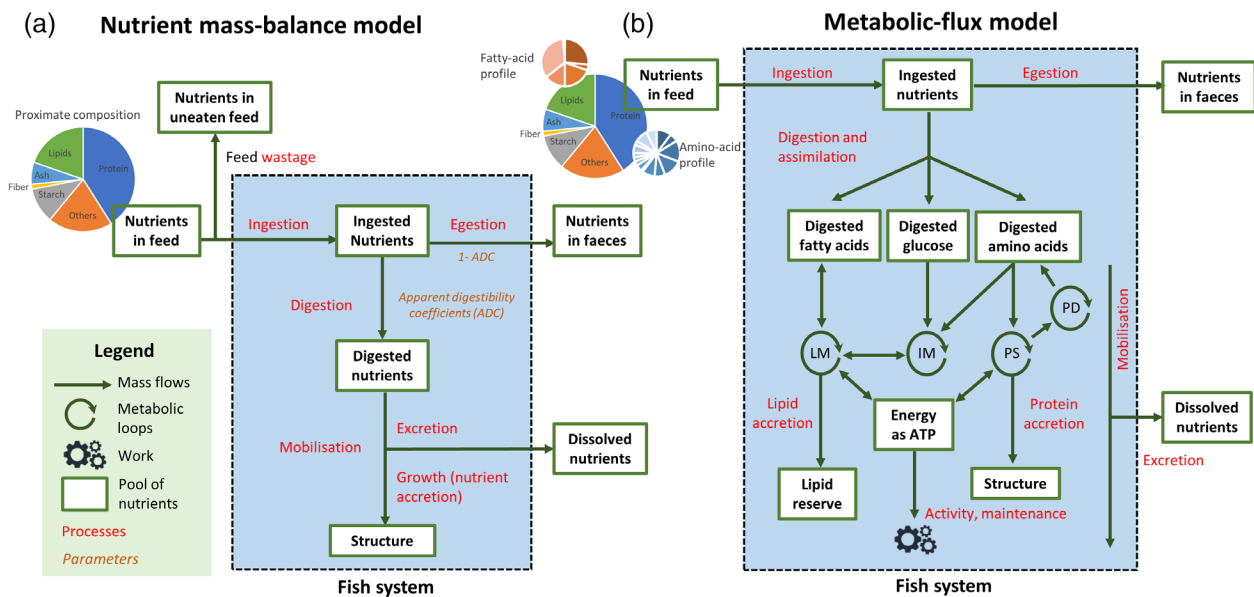 (a)
Nutrient mass-balance model
Proximate composition
Lipids
Protein
Ash
Fiber
Starch
Others
Nutrients in
uneaten feed
Feed wastage
Nutrients
in feed
Ingestion
Ingested
Nutrients
Egestion
1- ADC
Nutrients
in faeces
Digestion
Apparent digestibility
coefficients (ADC)
Digested
nutrients
Mobilisation
Excretion
Dissolved
nutrients
Growth (nutrient
accretion)
Structure
Fish system
Legend
Mass flows
Metabolic
loops
Work
Pool of
nutrients
Processes
Parameters
(b)
Metabolic-flux model
Fatty-acid
profile
Lipids
Protein
Ash
Fiber
Starch
Others
Amino-acid
profile
Nutrients
in feed
Ingestion
Ingested
nutrients
Egestion
Nutrients
in faeces
Digestion and
assimilation
Digested
fatty acids
Digested
glucose
Digested
amino acids
PD
LM
IM
PS
Mobilisation
Lipid
accretion
Energy
as ATP
Protein
accretion
Dissolved
nutrients
Excretion
Lipid
reserve
Structure
Activity, maintenance
Fish system